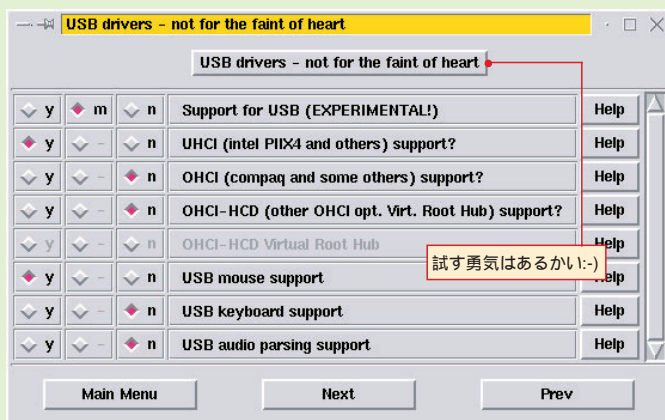 USB drivers - not for the faint of heart
USB drivers - not for the faint of heart
y m n Support for USB (EXPERIMENTAL!) Help
y - - UHCI (intel PIIX4 and others) support? Help
y - n OHCI (compaq and some others) support? Help
y - n OHCI-HCD (other OHCI opt. Virt. Root Hub) support? Help
y - n OHCI-HCD Virtual Root Hub Help
試す勇気はあるかい:-)
y - - USB mouse support Help
y - n USB keyboard support Help
y - n USB audio parsing support Help
Main Menu Next Prev